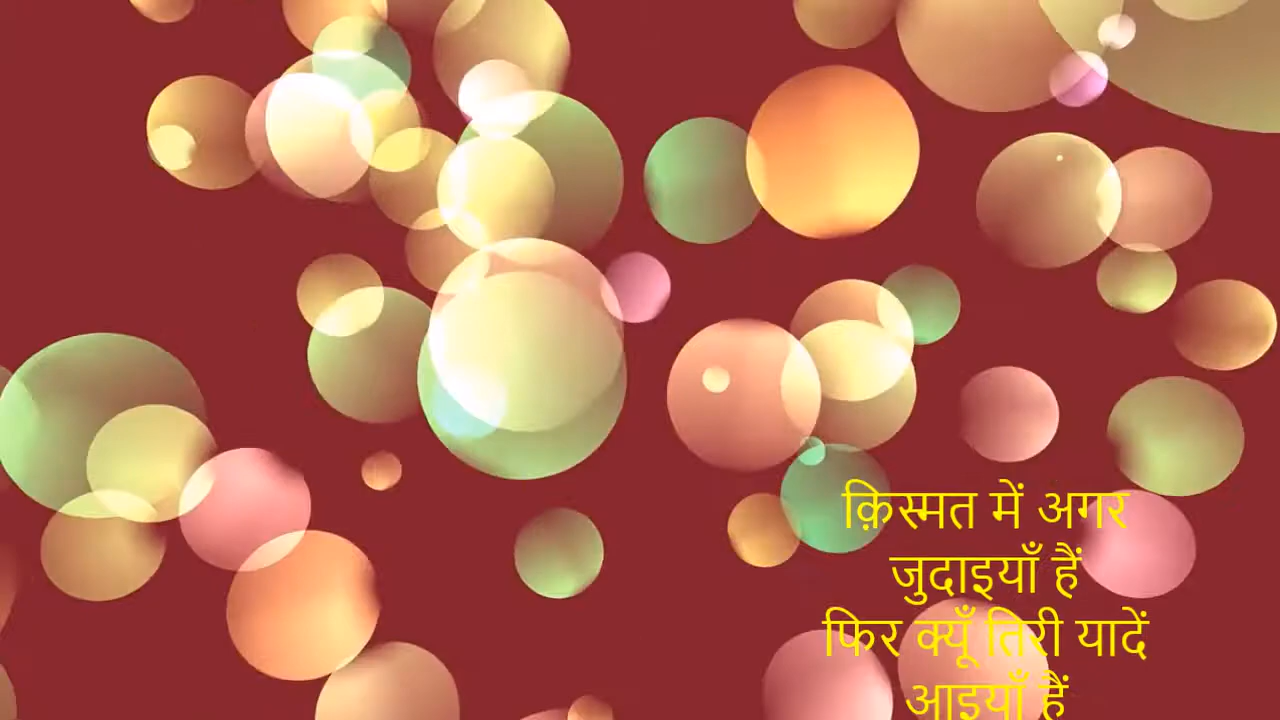 क़िस्मत में अगर
जुदाइयाँ हैं
फिर क्यूँ तिरी यादें
आइयाँ हैं